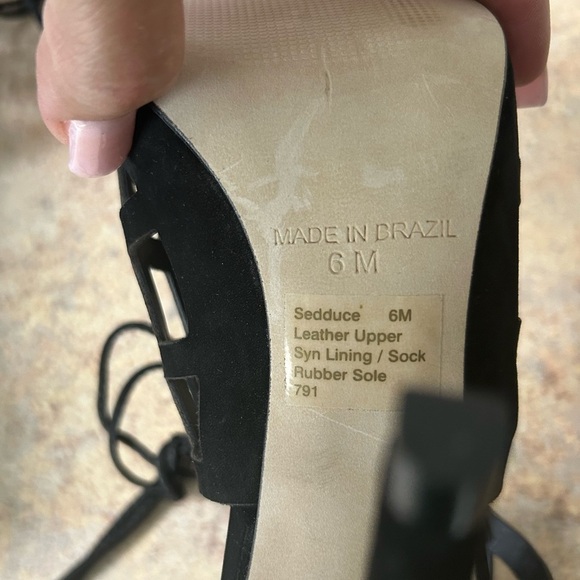 MADE IN BRAZIL
6 M
Sedduce 6M
Leather Upper
Syn Lining / Sock
Rubber Sole
791